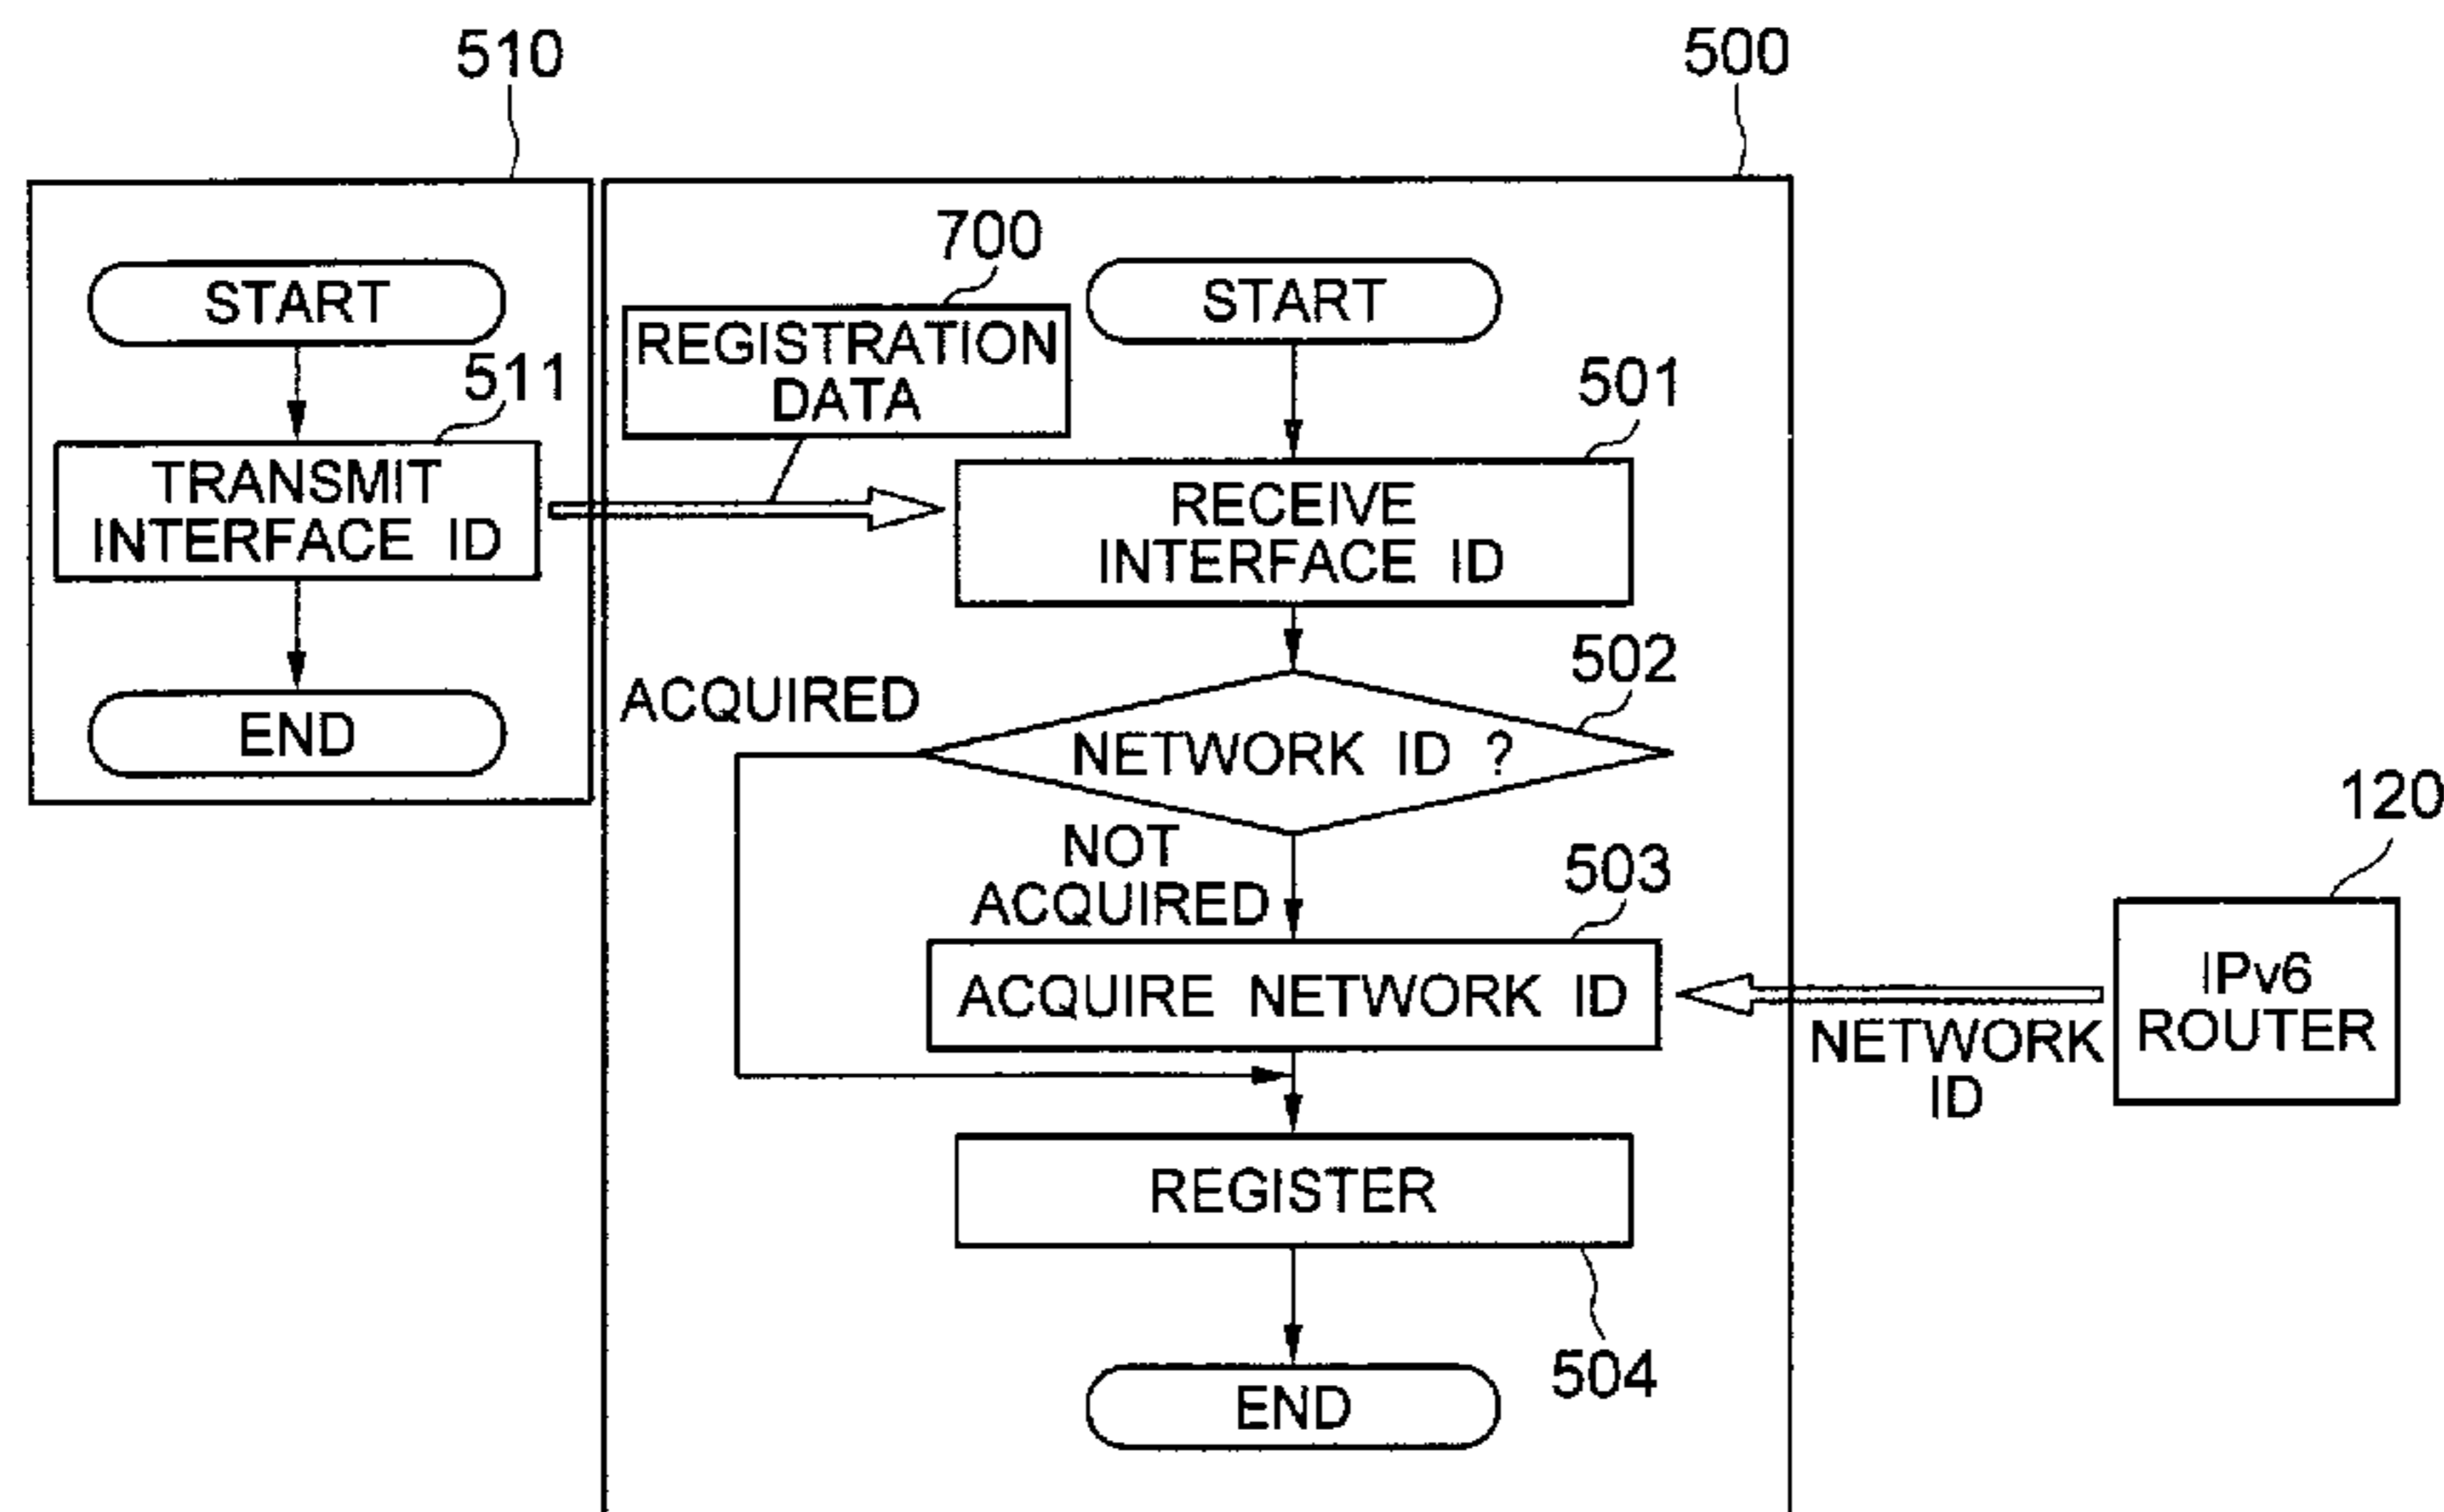 510
500
START
511
TRANSMIT
INTERFACE ID
END
700
REGISTRATION
DATA
START
501
RECEIVE
INTERFACE ID
502
ACQUIRED
NETWORK ID ?
NOT
ACQUIRED
503
ACQUIRE NETWORK ID
120
IPv6
ROUTER
NETWORK
ID
REGISTER
504
END